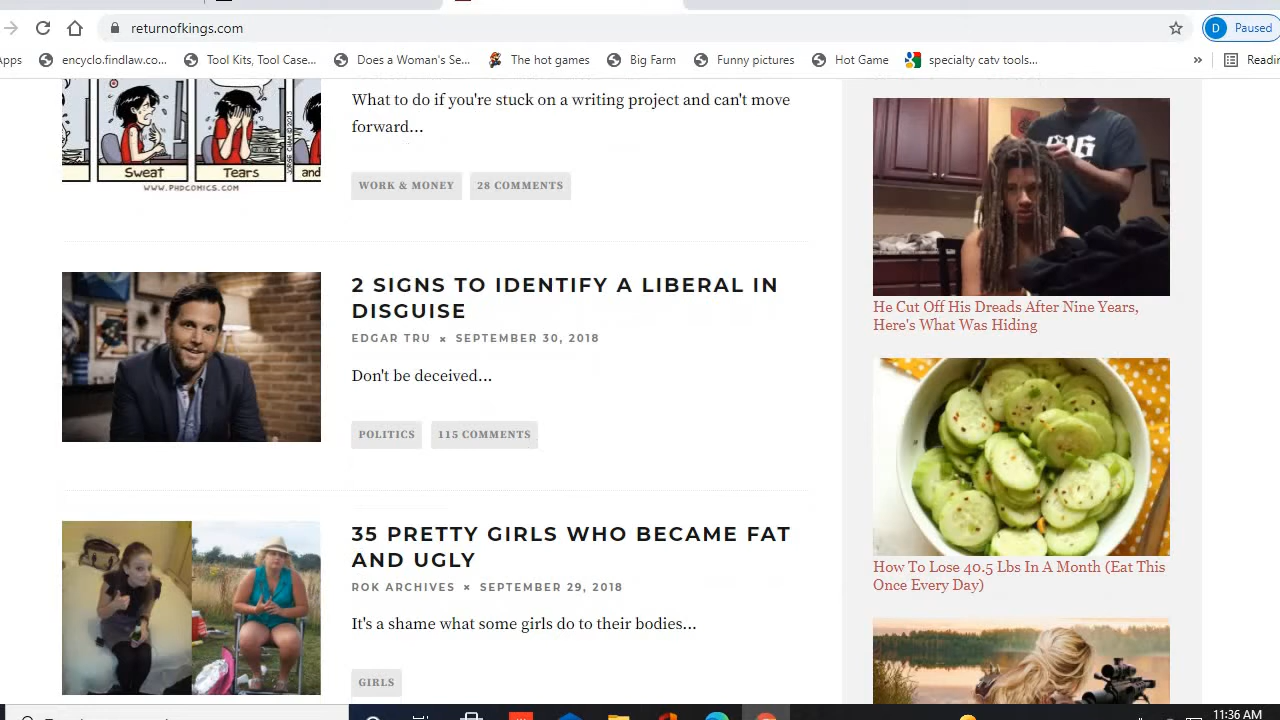 returnofkings.com
D Paused
pps encyclo.findlaw.co... Tool Kits, Tool Case... Does a Woman's Se... The hot games Big Farm Funny pictures Hot Game specialty catv tools... » Readin
What to do if you're stuck on a writing project and can't move
forward...
Sweat Tears and
JORGE CHAM © 2013
WWW.PHDCOMICS.COM
WORK & MONEY 28 COMMENTS
2 SIGNS TO IDENTIFY A LIBERAL IN
DISGUISE
EDGAR TRU × SEPTEMBER 30, 2018
Don't be deceived...
POLITICS 115 COMMENTS
35 PRETTY GIRLS WHO BECAME FAT
AND UGLY
ROK ARCHIVES × SEPTEMBER 29, 2018
It's a shame what some girls do to their bodies...
GIRLS
He Cut Off His Dreads After Nine Years,
Here's What Was Hiding
How To Lose 40.5 Lbs In A Month (Eat This
Once Every Day)
11:36 AM